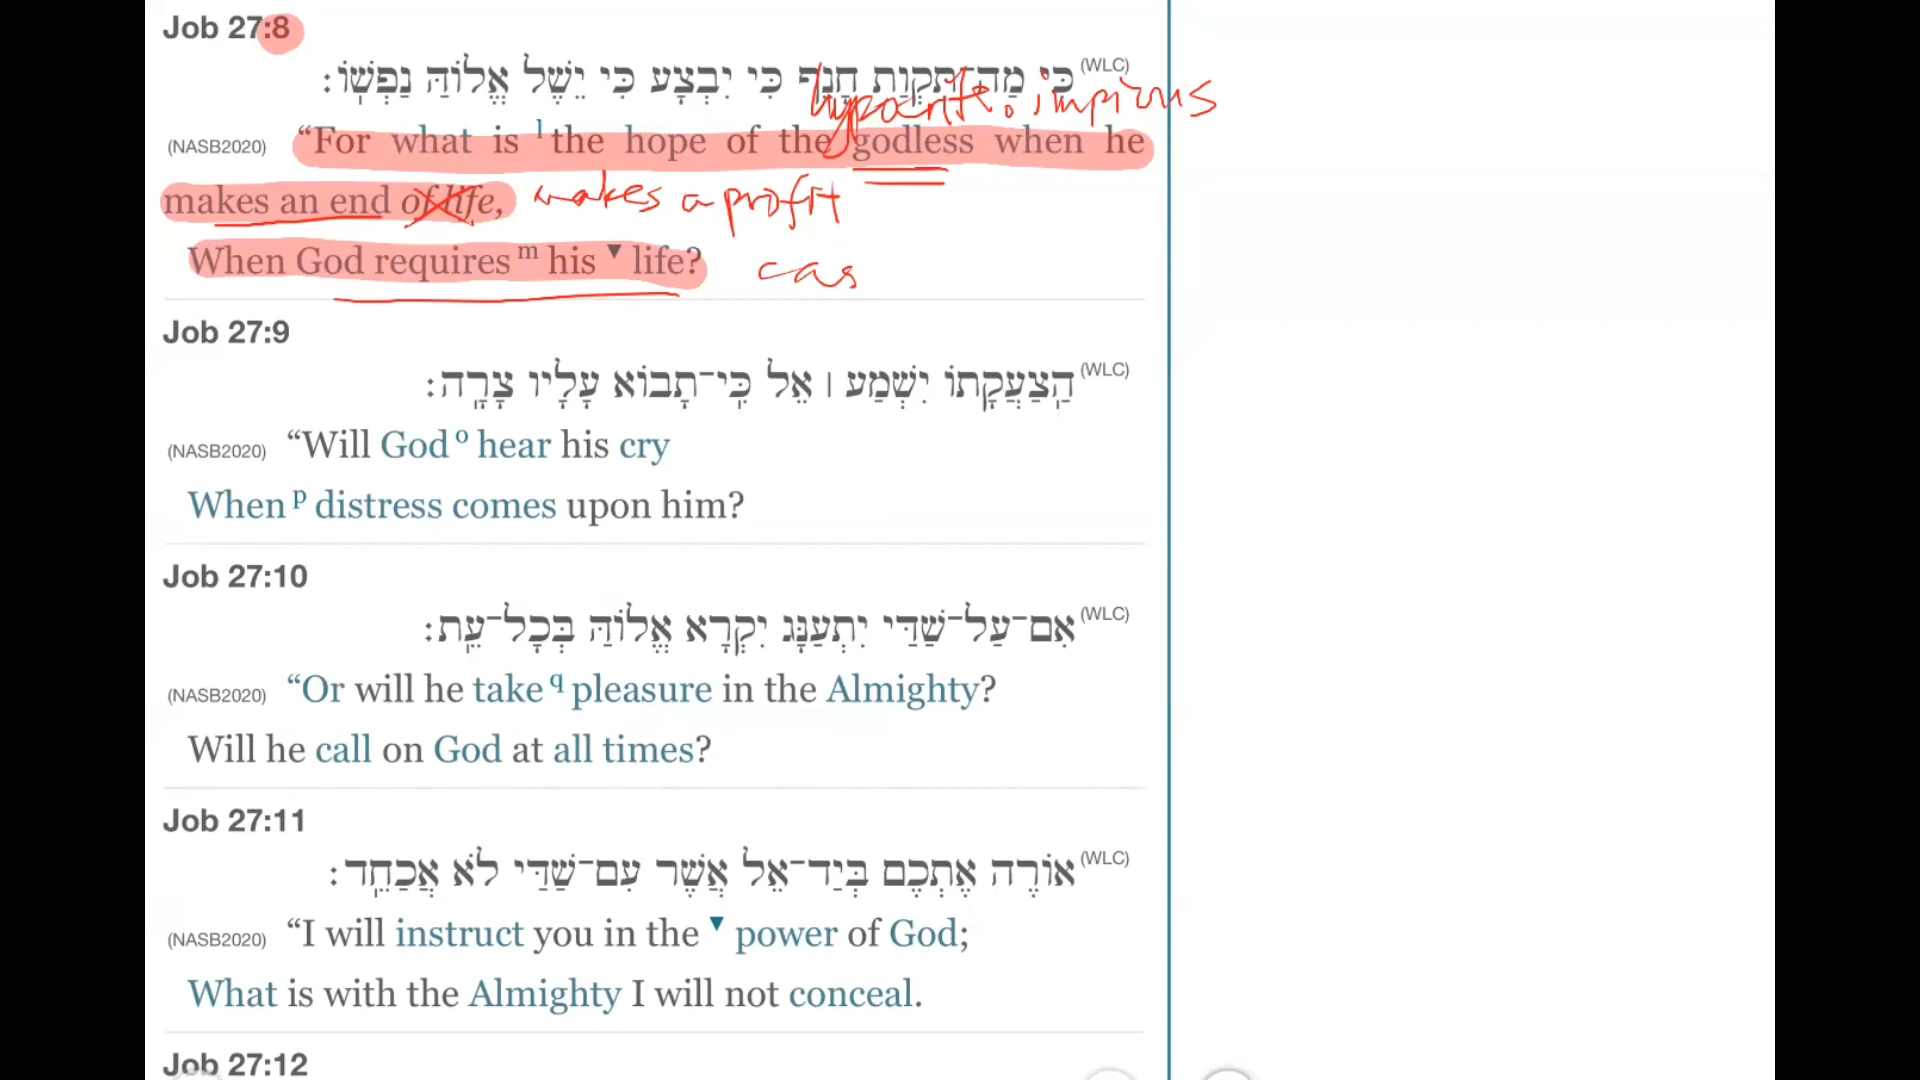 Job 27:8
כִּ֤י מַה־תִּקְוַ֣ת חָ֭נֵף כִּ֣י יִבְצָ֑ע כִּ֤י יֵ֖שֶׁל אֱל֣וֹהַּ נַפְשֽׁוֹ׃ (WLC)
hypocrite. impious
(NASB2020) “For what is l the hope of the godless when he
makes an end of life, makes a profit
When God requires m his ▼ life? cas
Job 27:9
הַֽ֭צַעֲקָתוֹ יִשְׁמַ֥ע ׀ אֵ֑ל כִּֽי־תָב֖וֹא עָלָ֣יו צָרָֽה׃ (WLC)
(NASB2020) “Will God o hear his cry
When p distress comes upon him?
Job 27:10
אִם־עַל־שַׁדַּ֥י יִתְעַנָּ֑ג יִקְרָ֖א אֱל֣וֹהַּ בְּכָל־עֵֽת׃ (WLC)
(NASB2020) “Or will he take q pleasure in the Almighty?
Will he call on God at all times?
Job 27:11
אוֹרֶ֣ה אֶתְכֶ֣ם בְּיַד־אֵ֑ל אֲשֶׁ֥ר עִם־שַׁ֝דַּ֗י לֹ֣א אֲכַחֵֽד׃ (WLC)
(NASB2020) “I will instruct you in the ▼ power of God;
What is with the Almighty I will not conceal.
Job 27:12